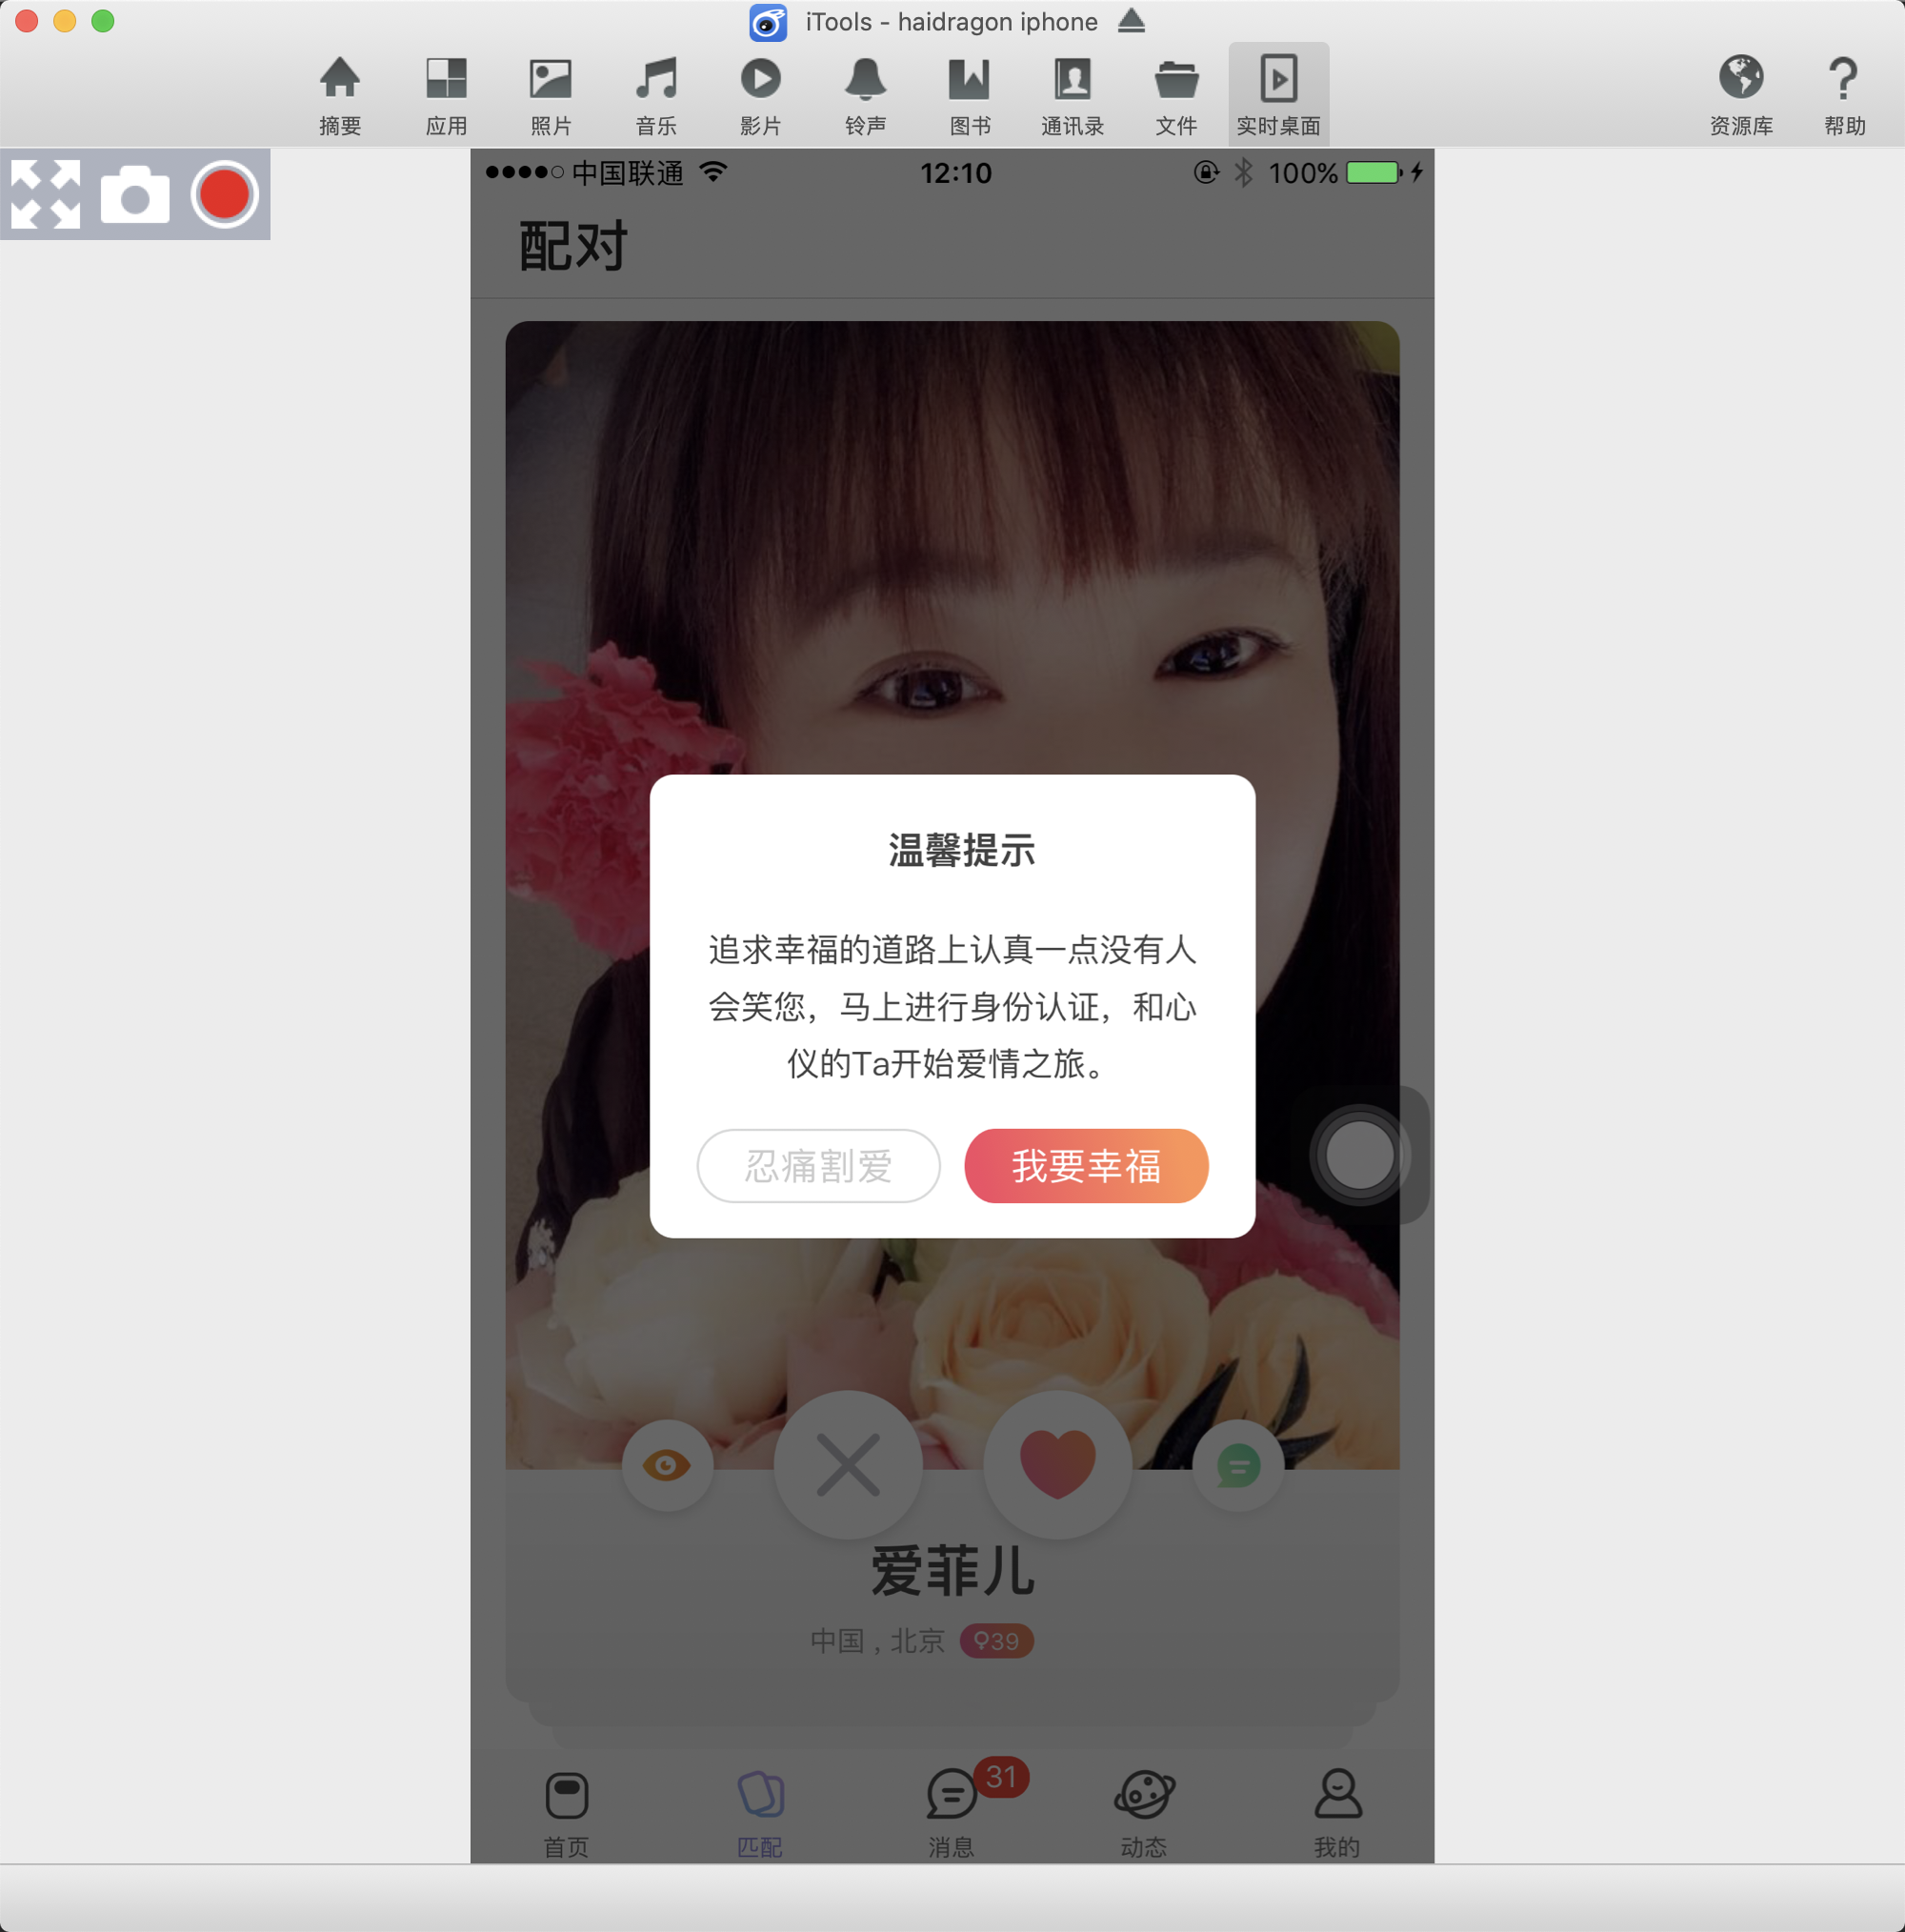 iTools - haidragon iphone
摘要 应用 照片 音乐 影片 铃声 图书 通讯录 文件 实时桌面 资源库 帮助
中国联通 12:10 100%
配对
温馨提示
追求幸福的道路上认真一点没有人
会笑您，马上进行身份认证，和心
仪的Ta开始爱情之旅。
忍痛割爱 我要幸福
爱菲儿
中国 , 北京 ♀39
31
首页 匹配 消息 动态 我的